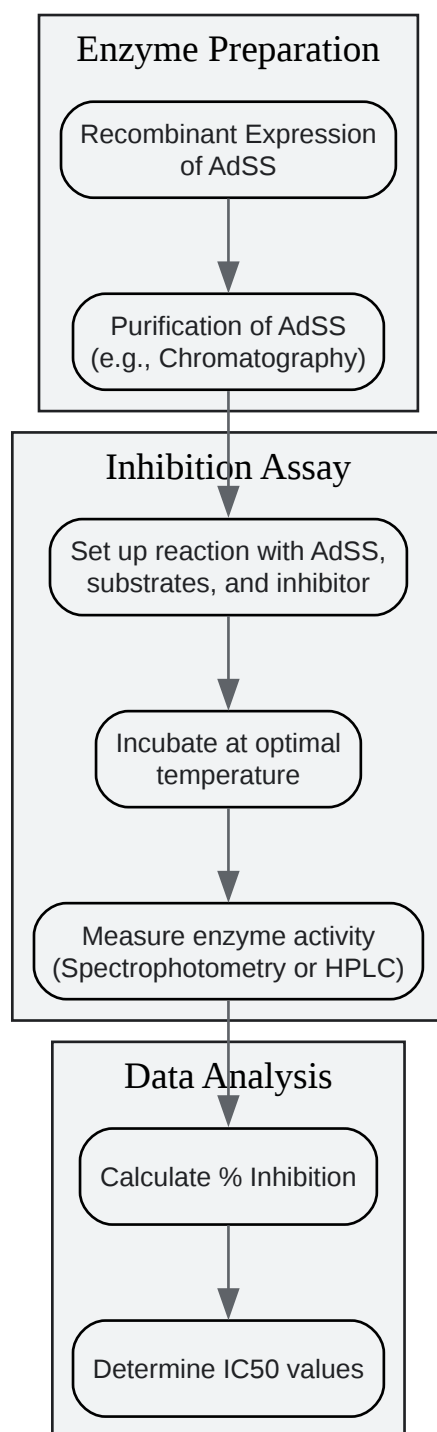 Enzyme Preparation
Recombinant Expression
of AdSS
Purification of AdSS
(e.g., Chromatography)
Inhibition Assay
Set up reaction with AdSS,
substrates, and inhibitor
Incubate at optimal
temperature
Measure enzyme activity
(Spectrophotometry or HPLC)
Data Analysis
Calculate % Inhibition
Determine IC50 values